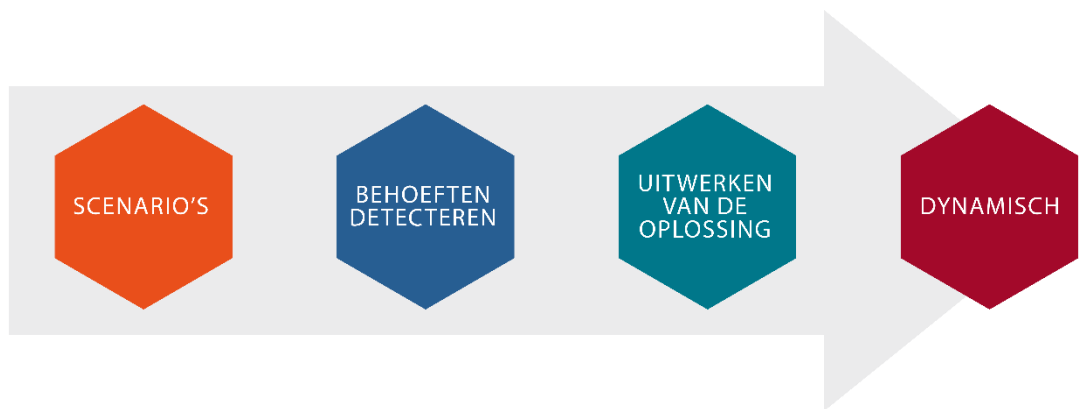 SCENARIO’S
BEHOEFTEN
DETECTEREN
UITWERKEN
VAN DE
OPLOSSING
DYNAMISCH